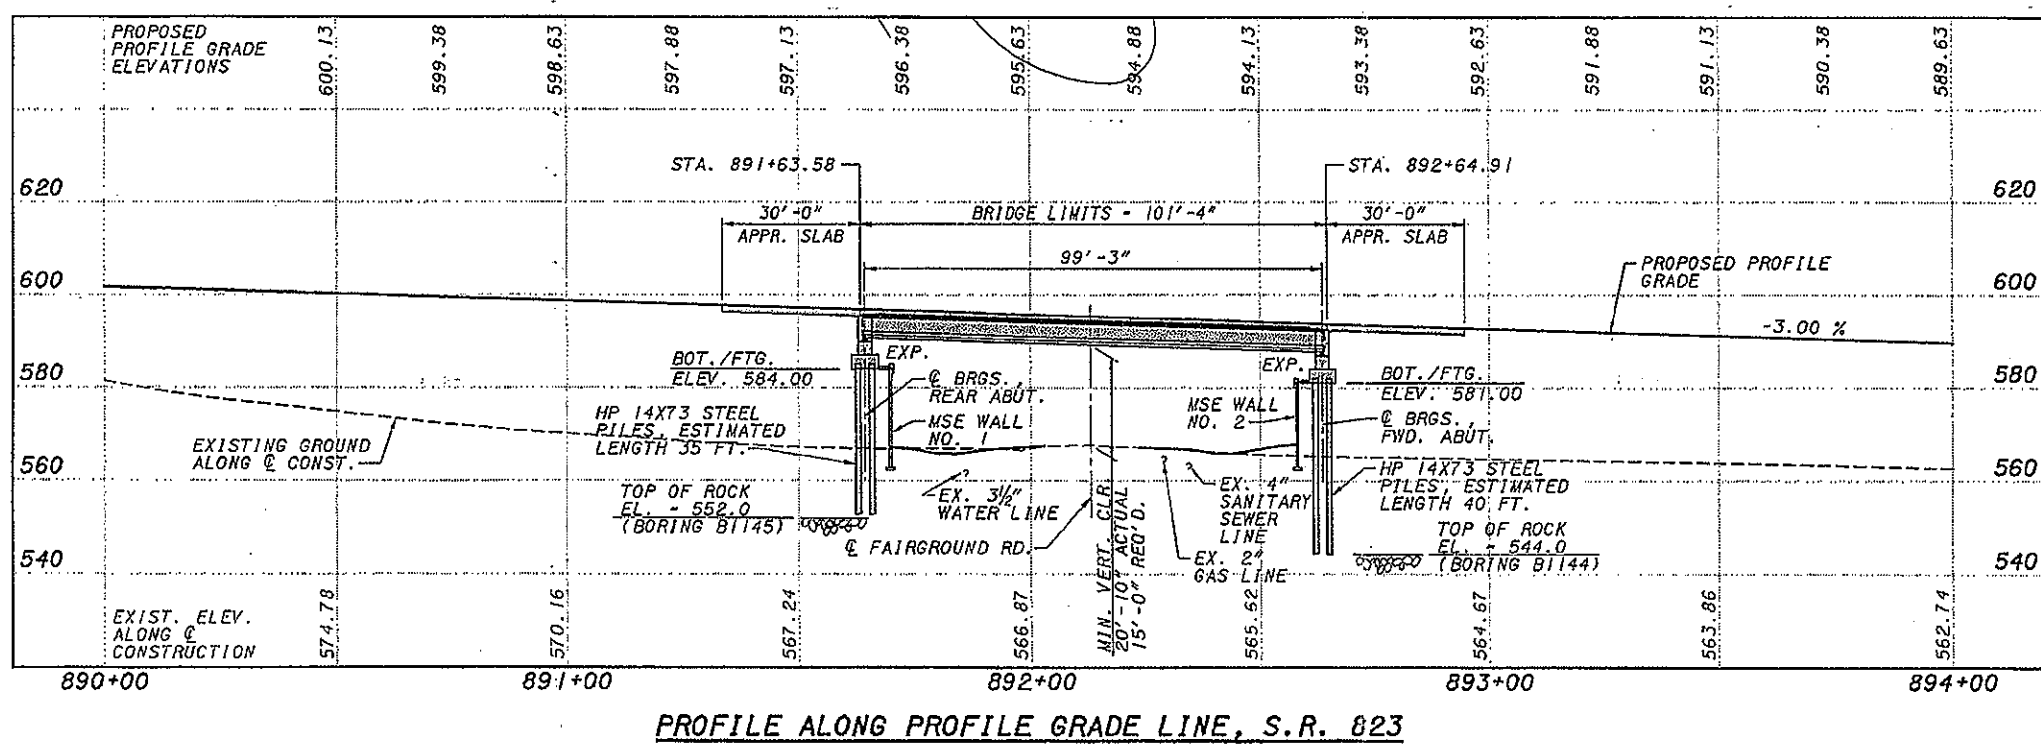 PROPOSED
PROFILE GRADE
ELEVATIONS
600.13
599.38
598.63
597.88
597.13
596.38
595.63
594.88
594.13
593.38
592.63
591.88
591.13
590.38
589.63
STA. 891+63.58
STA. 892+64.91
620
620
30'-0"
BRIDGE LIMITS - 101'-4"
30'-0"
APPR. SLAB
APPR. SLAB
99'-3"
600
600
PROPOSED PROFILE
GRADE
-3.00 %
BOT./FTG.
ELEV. 584.00
EXP.
EXP.
BOT./FTG.
ELEV. 581.00
580
580
℄ BRGS.,
REAR ABUT.
MSE WALL
NO. 1
MSE WALL
NO. 2
℄ BRGS.,
FWD. ABUT.
HP 14X73 STEEL
PILES, ESTIMATED
LENGTH 35 FT.
EXISTING GROUND
ALONG ℄ CONST.
560
560
HP 14X73 STEEL
PILES, ESTIMATED
LENGTH 40 FT.
TOP OF ROCK
EL. - 552.0
(BORING B1145)
EX. 3½"
WATER LINE
℄ FAIRGROUND RD.
MIN. VERT. CLR.
20'-10" ACTUAL
15'-0" REQ'D.
EX. 4"
SANITARY
SEWER
LINE
EX. 2"
GAS LINE
TOP OF ROCK
EL. - 544.0
(BORING B1144)
540
540
EXIST. ELEV.
ALONG ℄
CONSTRUCTION
574.78
570.16
567.24
566.87
565.52
564.67
563.86
562.74
890+00
891+00
892+00
893+00
894+00
PROFILE ALONG PROFILE GRADE LINE, S.R. 823